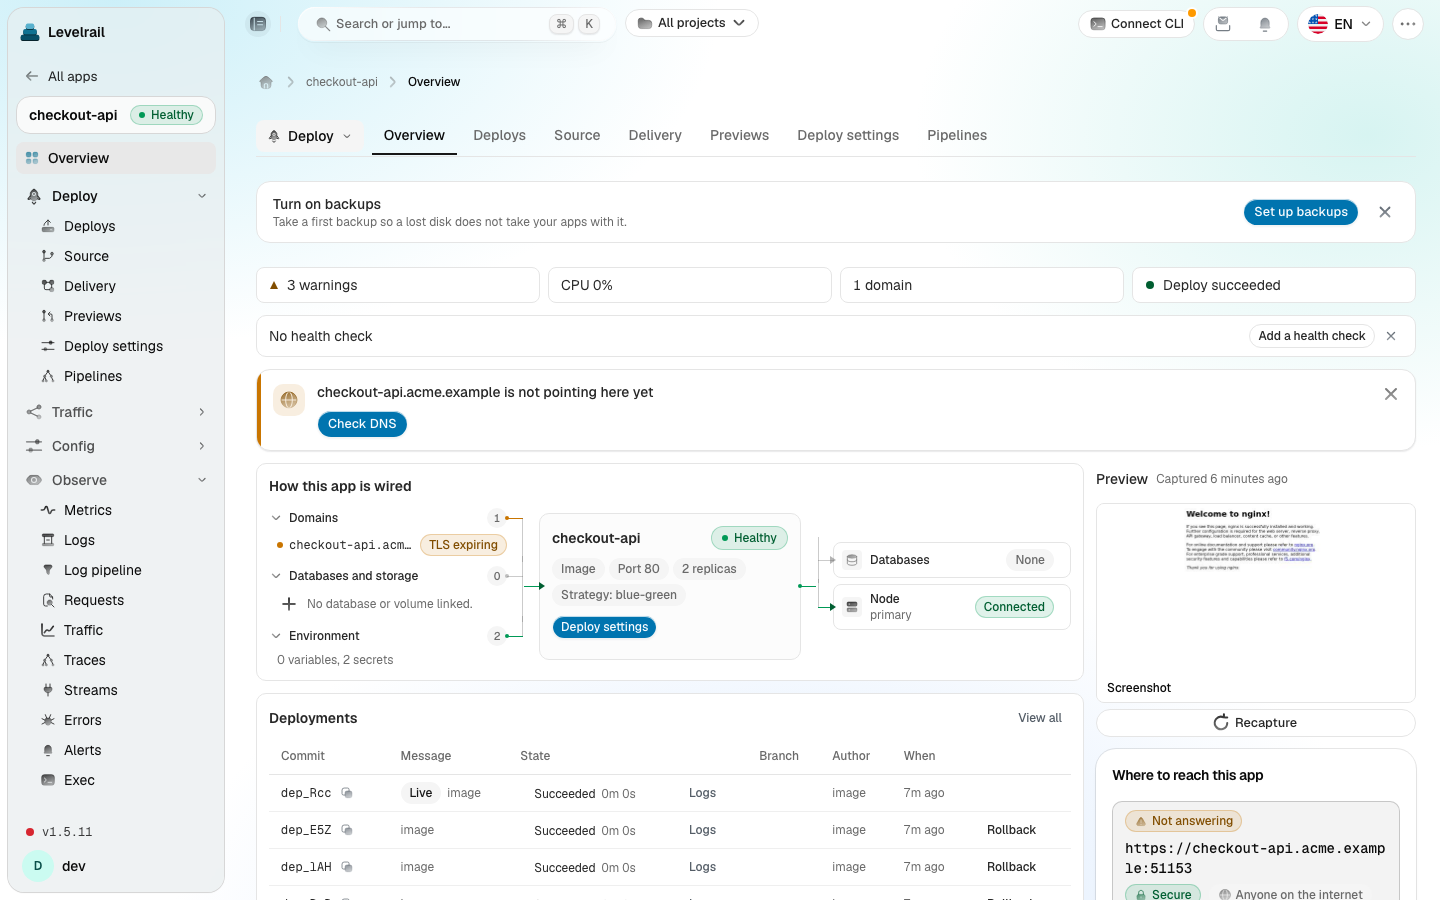 Levelrail
Search or jump to...
⌘ K
All projects
Connect CLI
EN
All apps
checkout-api
Healthy
Overview
Deploy
Deploys
Source
Delivery
Previews
Deploy settings
Pipelines
Traffic
Config
Observe
Metrics
Logs
Log pipeline
Requests
Traffic
Traces
Streams
Errors
Alerts
Exec
v1.5.11
D dev
checkout-api
Overview
Deploy
Overview
Deploys
Source
Delivery
Previews
Deploy settings
Pipelines
Turn on backups
Take a first backup so a lost disk does not take your apps with it.
Set up backups
3 warnings
CPU 0%
1 domain
Deploy succeeded
No health check
Add a health check
checkout-api.acme.example is not pointing here yet
Check DNS
How this app is wired
Domains 1
checkout-api.acm… TLS expiring
Databases and storage 0
No database or volume linked.
Environment 2
0 variables, 2 secrets
checkout-api Healthy
Image Port 80 2 replicas
Strategy: blue-green
Deploy settings
Databases None
Node
primary
Connected
Preview Captured 6 minutes ago
Welcome to nginx!
Thank you for using nginx.
Screenshot
Recapture
Deployments
View all
Commit Message State Branch Author When
dep_Rcc Live image Succeeded 0m 0s Logs image 7m ago
dep_E5Z image Succeeded 0m 0s Logs image 7m ago Rollback
dep_lAH image Succeeded 0m 0s Logs image 7m ago Rollback
Where to reach this app
Not answering
https://checkout-api.acme.examp
le:51153
Secure
Anyone on the internet